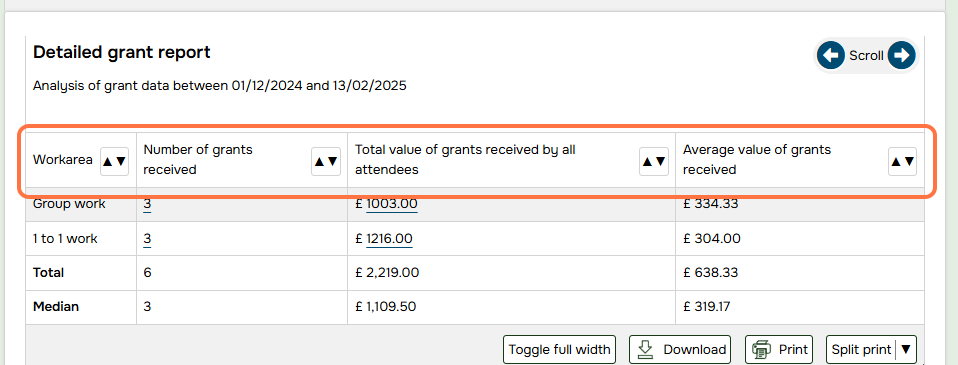 Detailed grant report
Scroll
Analysis of grant data between 01/12/2024 and 13/02/2025
Workarea ▲▼ Number of grants received ▲▼ Total value of grants received by all attendees ▲▼ Average value of grants received ▲▼
Group work 3 £ 1003.00 £ 334.33
1 to 1 work 3 £ 1216.00 £ 304.00
Total 6 £ 2,219.00 £ 638.33
Median 3 £ 1,109.50 £ 319.17
Toggle full width Download Print Split print ▼